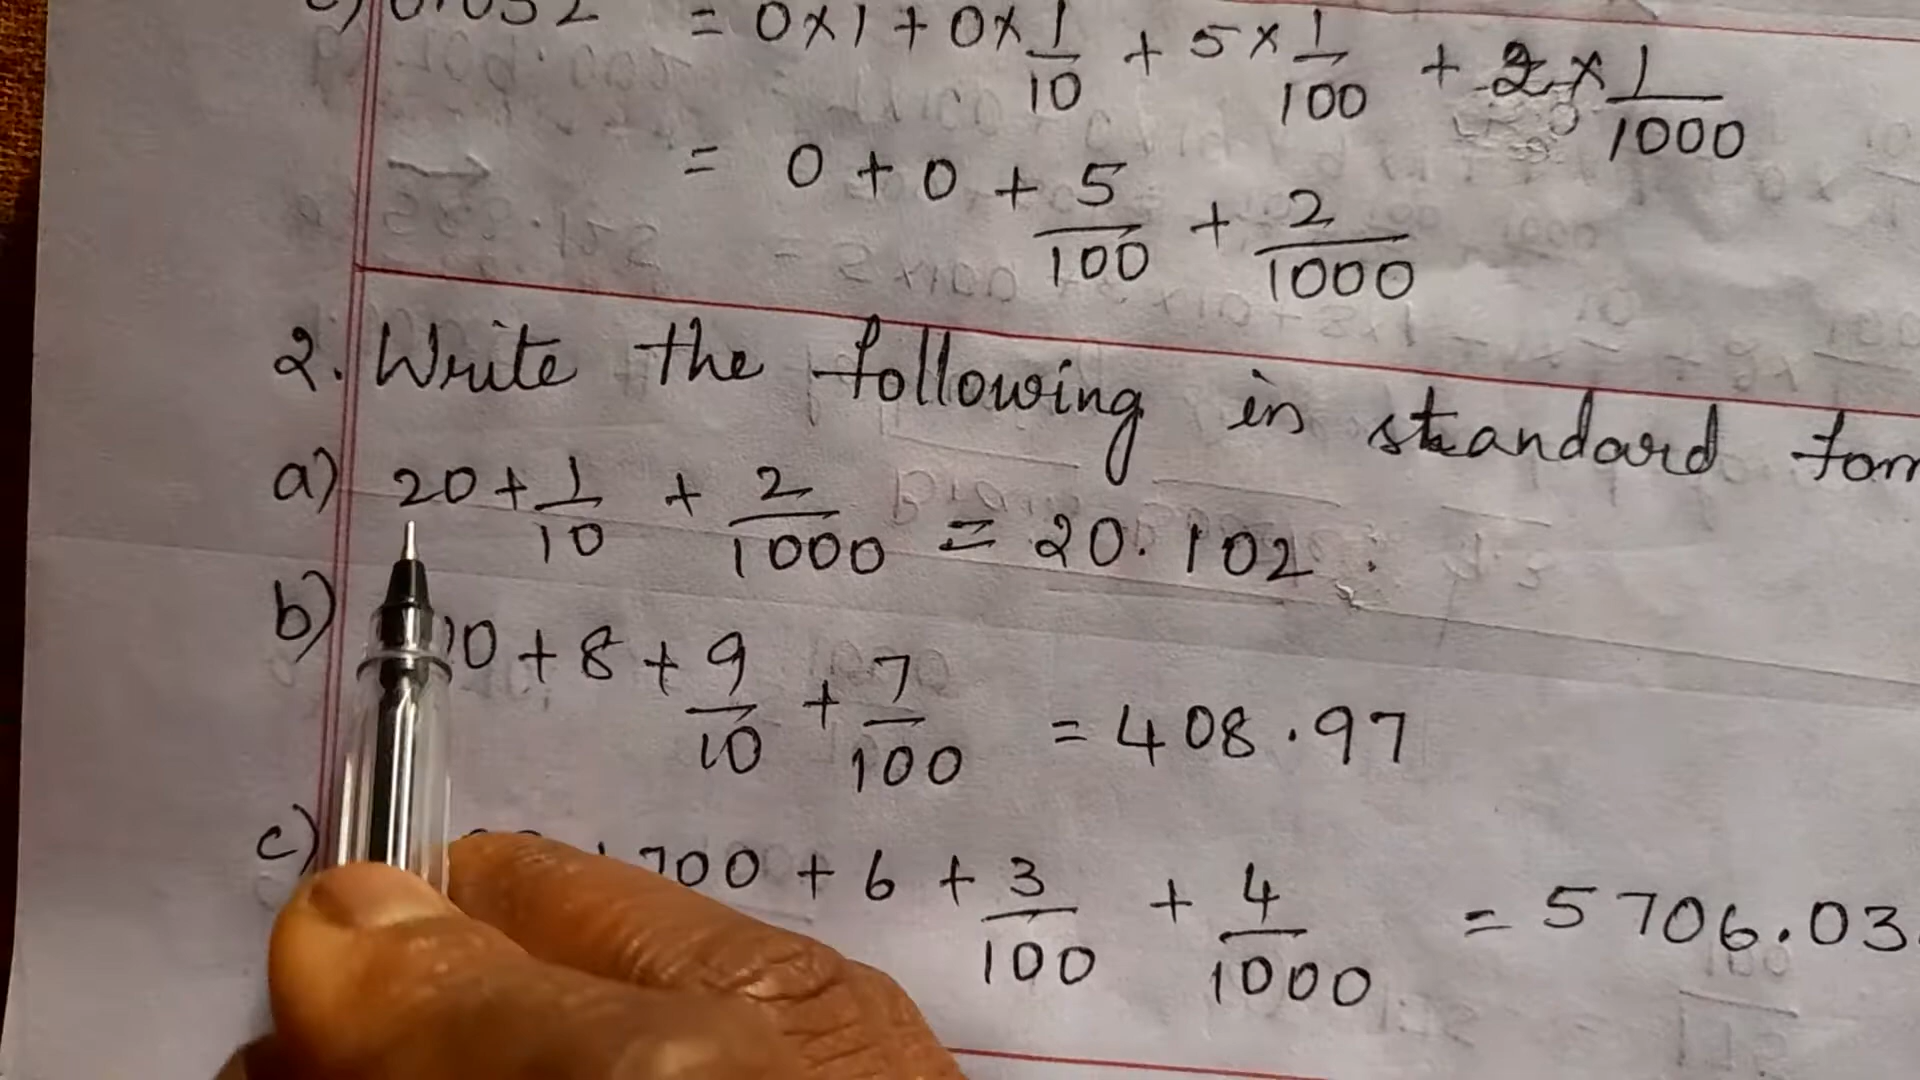 = 0×1 + 0×1/10 + 5×1/100 + 2×1/1000
= 0 + 0 + 5/100 + 2/1000
2. Write the following in standard
a) 20 + 1/10 + 2/1000 = 20.102.
b) 0 + 8 + 9/10 + 7/100 = 408.97
c) 700 + 6 + 3/100 + 4/1000 = 5706.03